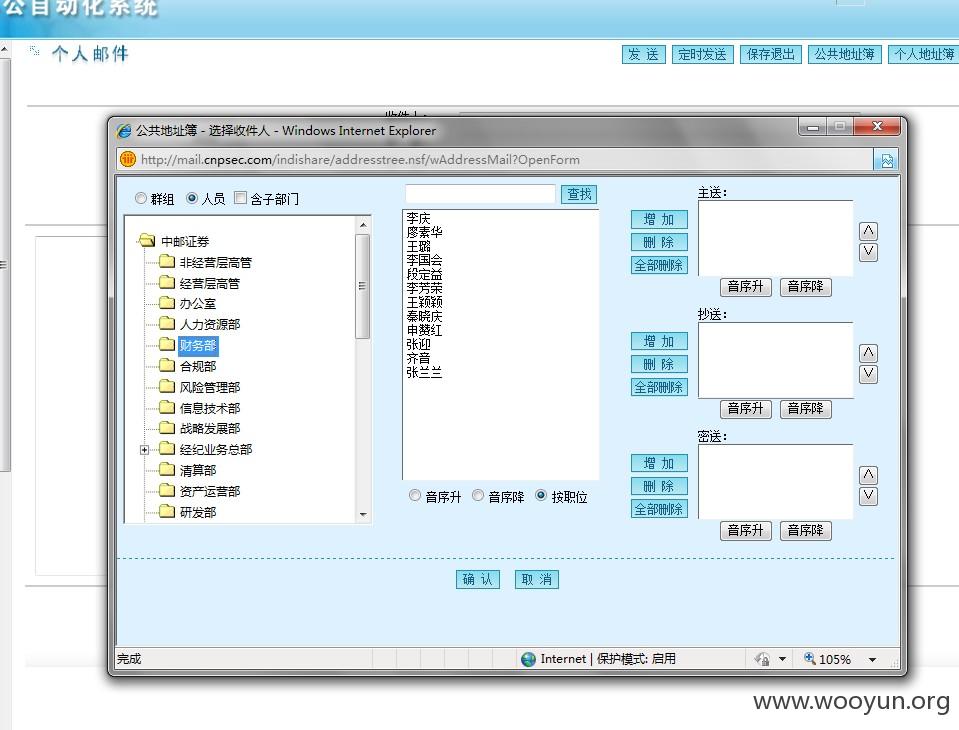 公自动化系统
个人邮件
发 送 定时发送 保存退出 公共地址簿 个人地址簿
公共地址簿 - 选择收件人 - Windows Internet Explorer
http://mail.cnpsec.com/indishare/addresstree.nsf/wAddressMail?OpenForm
群组 人员 含子部门
查找
中邮证券
非经营层高管
经营层高管
办公室
人力资源部
财务部
合规部
风险管理部
信息技术部
战略发展部
经纪业务总部
清算部
资产运营部
研发部
李庆
廖素华
王璐
李国会
段定益
李芳荣
王颖颖
秦晓庆
申赞红
张迎
齐音
张兰兰
音序升 音序降 按职位
主送:
增 加
删 除
全部删除
音序升 音序降
抄送:
增 加
删 除
全部删除
音序升 音序降
密送:
增 加
删 除
全部删除
音序升 音序降
确 认 取 消
完成
Internet | 保护模式: 启用
105%
www.wooyun.org